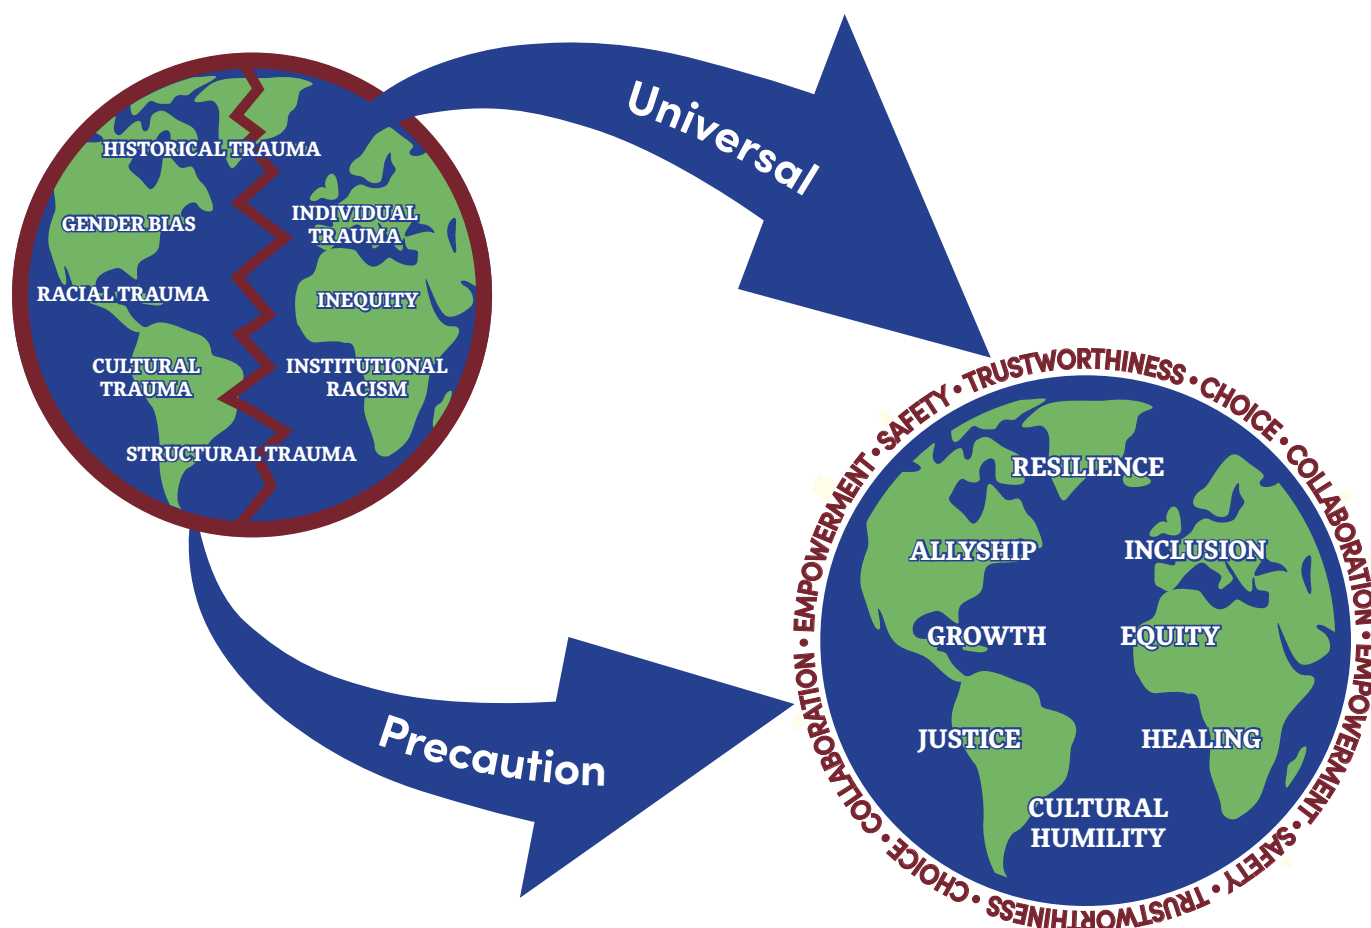 HISTORICAL TRAUMA
GENDER BIAS
INDIVIDUAL
TRAUMA
RACIAL TRAUMA
INEQUITY
CULTURAL
TRAUMA
INSTITUTIONAL
RACISM
STRUCTURAL TRAUMA
Universal
Precaution
SAFETY • TRUSTWORTHINESS • CHOICE • COLLABORATION • EMPOWERMENT • SAFETY • TRUSTWORTHINESS • CHOICE • COLLABORATION • EMPOWERMENT •
RESILIENCE
ALLYSHIP
INCLUSION
GROWTH
EQUITY
JUSTICE
HEALING
CULTURAL
HUMILITY